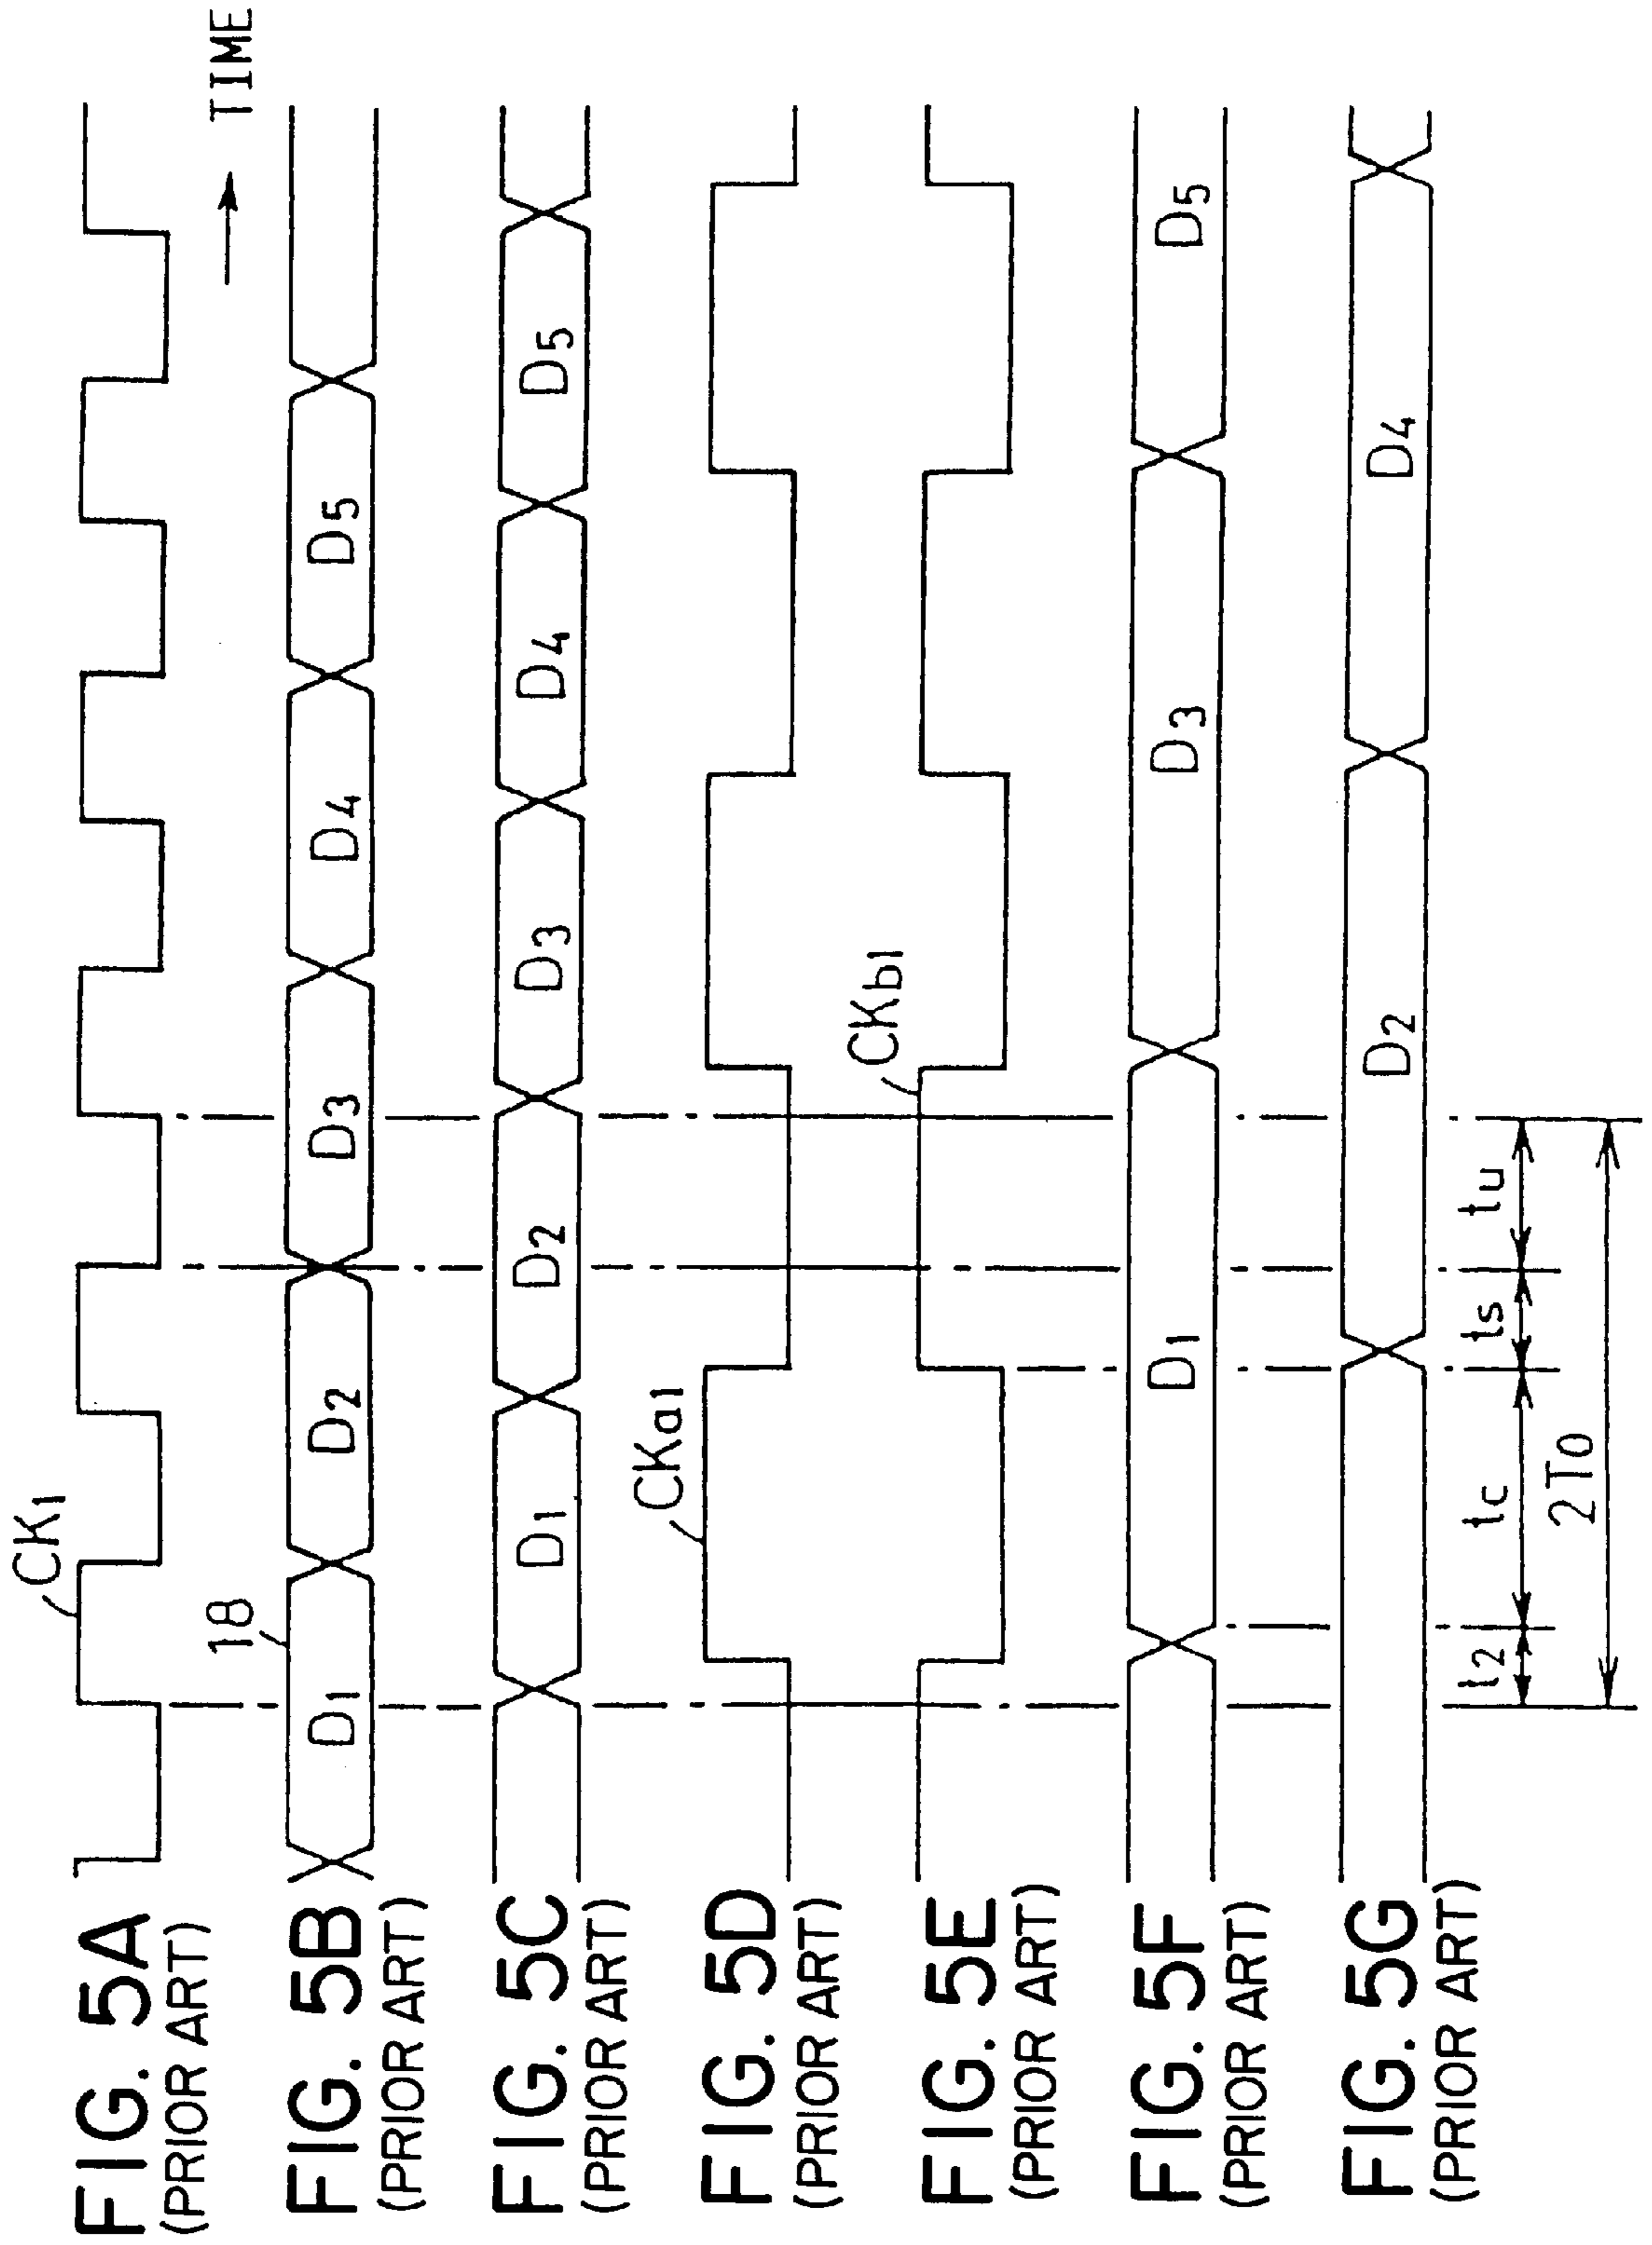 CK1
FIG. 5A
(PRIOR ART)
TIME
18
FIG. 5B
(PRIOR ART)
D1 D2 D3 D4 D5
FIG. 5C
(PRIOR ART)
D1 D2 D3 D4 D5
CKa1
FIG. 5D
(PRIOR ART)
CKb1
FIG. 5E
(PRIOR ART)
FIG. 5F
(PRIOR ART)
D1 D3 D5
FIG. 5G
(PRIOR ART)
D2 D4
t2 tc ts tu
2T0